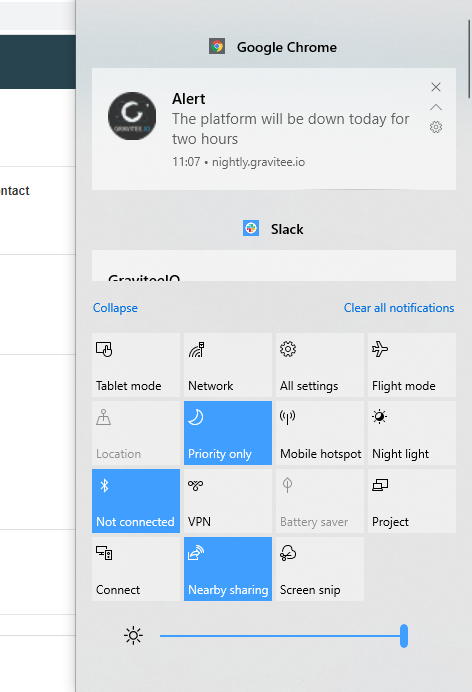 Google Chrome
Alert
The platform will be down today for
two hours
11:07 • nightly.gravitee.io
GRAVITEE.IO
ntact
Slack
GraviteeIO
Collapse
Clear all notifications
Tablet mode
Network
All settings
Flight mode
Location
Priority only
Mobile hotspot
Night light
Not connected
VPN
Battery saver
Project
Connect
Nearby sharing
Screen snip